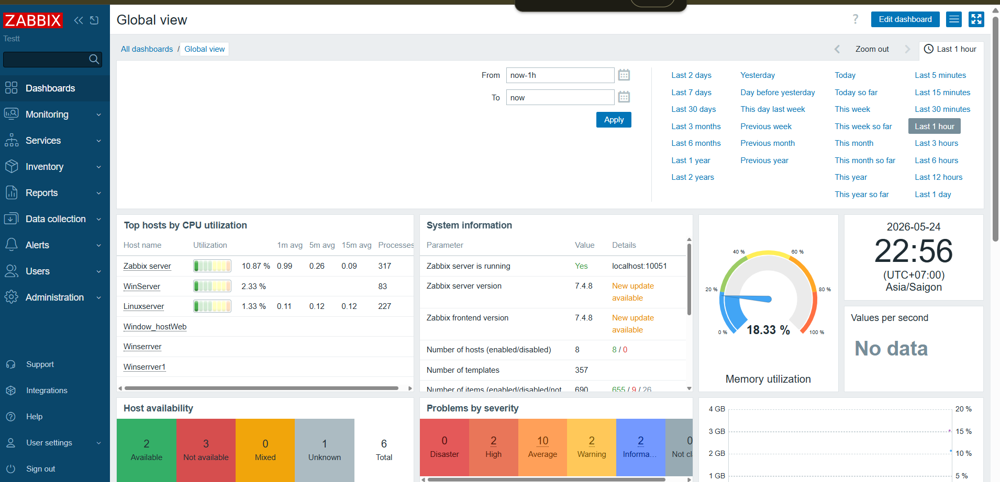 ZABBIX
Testt
Dashboards
Monitoring
Services
Inventory
Reports
Data collection
Alerts
Users
Administration
Support
Integrations
Help
User settings
Sign out
Global view
?
Edit dashboard
All dashboards / Global view
Zoom out
Last 1 hour
From now-1h
To now
Apply
Last 2 days Yesterday Today Last 5 minutes
Last 7 days Day before yesterday Today so far Last 15 minutes
Last 30 days This day last week This week Last 30 minutes
Last 3 months Previous week This week so far Last 1 hour
Last 6 months Previous month This month Last 3 hours
Last 1 year Previous year This month so far Last 6 hours
Last 2 years This year Last 12 hours
This year so far Last 1 day
Top hosts by CPU utilization
Host name Utilization 1m avg 5m avg 15m avg Processes
Zabbix server 10.87 % 0.99 0.26 0.09 317
WinServer 2.33 % 83
Linuxserver 1.33 % 0.11 0.12 0.12 227
Window_hostWeb
Winserrver
Winserrver1
System information
Parameter Value Details
Zabbix server is running Yes localhost:10051
Zabbix server version 7.4.8 New update
available
Zabbix frontend version 7.4.8 New update
available
Number of hosts (enabled/disabled) 8 8 / 0
Number of templates 357
Number of items (enabled/disabled/not 690 655 / 9 / 26
40 % 60 %
20 % 80 %
0 % 18.33 % 100 %
Memory utilization
2026-05-24
22:56
(UTC+07:00)
Asia/Saigon
Values per second
No data
Host availability
2 3 0 1 6
Available Not available Mixed Unknown Total
Problems by severity
0 2 10 2 2 0
Disaster High Average Warning Informa... Not cl
4 GB 20 %
3 GB 15 %
2 GB 10 %
1 GB 5 %